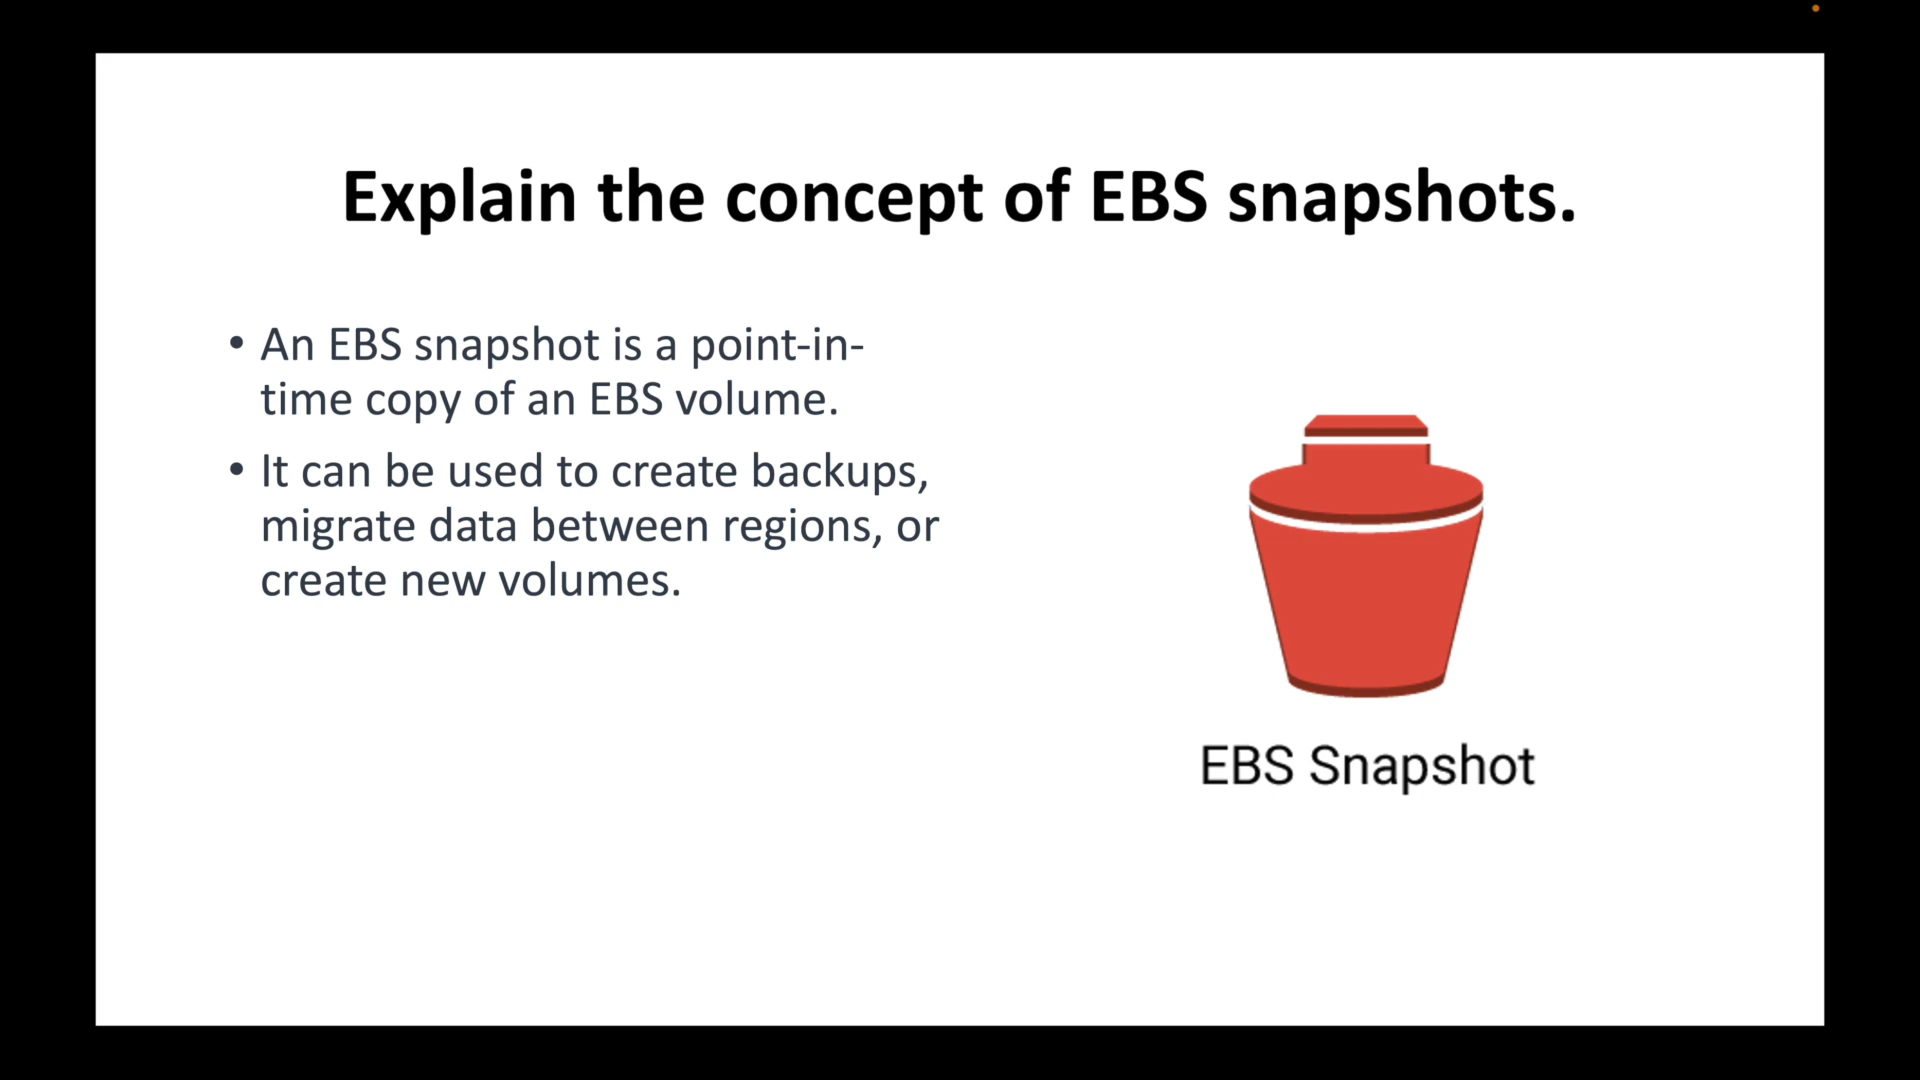 Explain the concept of EBS snapshots.
• An EBS snapshot is a point-in-
time copy of an EBS volume.
• It can be used to create backups,
migrate data between regions, or
create new volumes.
EBS Snapshot